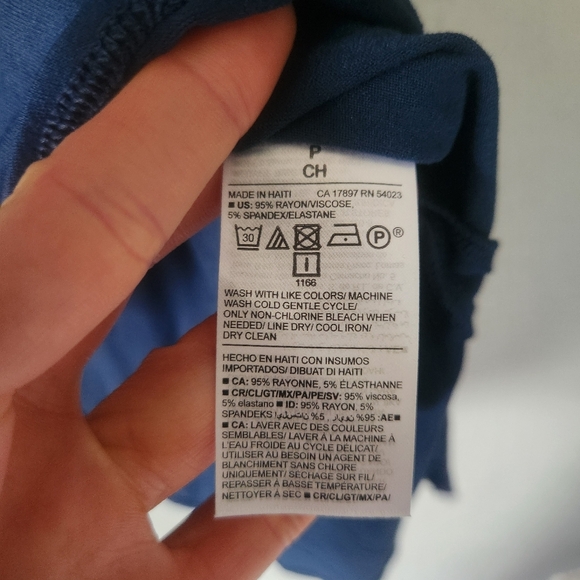 P
CH
MADE IN HAITI CA 17897 RN 54023
■ US: 95% RAYON/VISCOSE,
5% SPANDEX/ELASTANE
30 P ®
1166
WASH WITH LIKE COLORS/ MACHINE
WASH COLD GENTLE CYCLE/
ONLY NON-CHLORINE BLEACH WHEN
NEEDED/ LINE DRY/ COOL IRON/
DRY CLEAN
HECHO EN HAITI CON INSUMOS
IMPORTADOS/ DIBUAT DI HAITI
■ CA: 95% RAYONNE, 5% ÉLASTHANNE
■ CR/CL/GT/MX/PA/PE/SV: 95% viscosa,
5% elastano ■ ID: 95% RAYON, 5%
SPANDEKS ■AE: 95% رايون, 5%
■ CA: LAVER AVEC DES COULEURS
SEMBLABLES/ LAVER À LA MACHINE À
L'EAU FROIDE AU CYCLE DÉLICAT/
UTILISER AU BESOIN UN AGENT DE
BLANCHIMENT SANS CHLORE
UNIQUEMENT/ SÉCHAGE SUR FIL/
REPASSER À BASSE TEMPÉRATURE/
NETTOYER À SEC ■ CR/CL/GT/MX/PA/